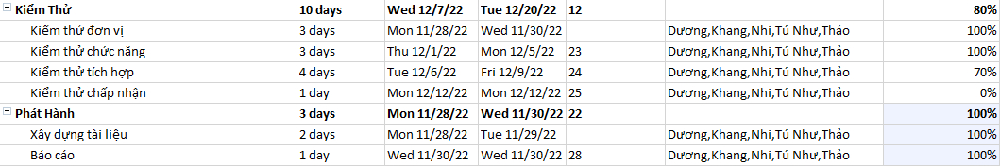 Kiểm Thử 10 days Wed 12/7/22 Tue 12/20/22 12 80%
Kiểm thử đơn vị 3 days Mon 11/28/22 Wed 11/30/22 Dương,Khang,Nhi,Tú Như,Thảo 100%
Kiểm thử chức năng 3 days Thu 12/1/22 Mon 12/5/22 23 Dương,Khang,Nhi,Tú Như,Thảo 100%
Kiểm thử tích hợp 4 days Tue 12/6/22 Fri 12/9/22 24 Dương,Khang,Nhi,Tú Như,Thảo 70%
Kiểm thử chấp nhận 1 day Mon 12/12/22 Mon 12/12/22 25 Dương,Khang,Nhi,Tú Như,Thảo 0%
Phát Hành 3 days Mon 11/28/22 Wed 11/30/22 22 100%
Xây dựng tài liệu 2 days Mon 11/28/22 Tue 11/29/22 Dương,Khang,Nhi,Tú Như,Thảo 100%
Báo cáo 1 day Wed 11/30/22 Wed 11/30/22 28 Dương,Khang,Nhi,Tú Như,Thảo 100%